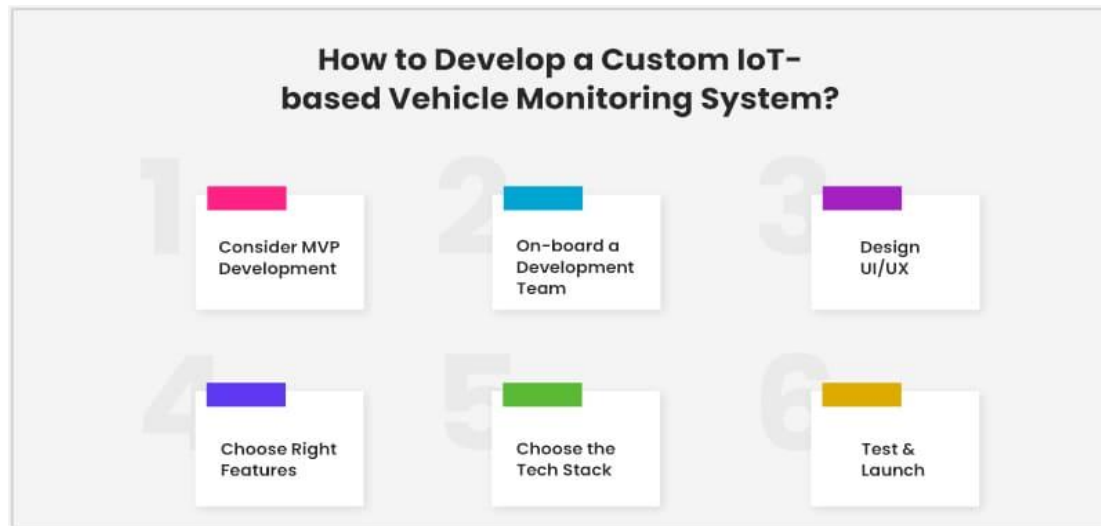 How to Develop a Custom IoT-
based Vehicle Monitoring System?
1
Consider MVP
Development
2
On-board a
Development
Team
3
Design
UI/UX
4
Choose Right
Features
5
Choose the
Tech Stack
6
Test &
Launch